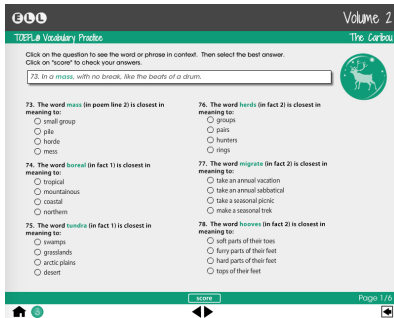 ELL
Volume 2
TOEFL® Vocabulary Practice
The Caribou
Click on the question to see the word or phrase in context. Then select the best answer.
Click on "score" to check your answers.
73. In a mass, with no break, like the beats of a drum.
73. The word mass (in poem line 2) is closest in
meaning to:
small group
pile
horde
mess
74. The word boreal (in fact 1) is closest in
meaning to:
tropical
mountainous
coastal
northern
75. The word tundra (in fact 1) is closest in
meaning to:
swamps
grasslands
arctic plains
desert
76. The word herds (in fact 2) is closest in
meaning to:
groups
pairs
hunters
rings
77. The word migrate (in fact 2) is closest in
meaning to:
take an annual vacation
take an annual sabbatical
take a seasonal picnic
make a seasonal trek
78. The word hooves (in fact 2) is closest in
meaning to:
soft parts of their toes
furry parts of their feet
hard parts of their feet
tops of their feet
score
Page 1/6